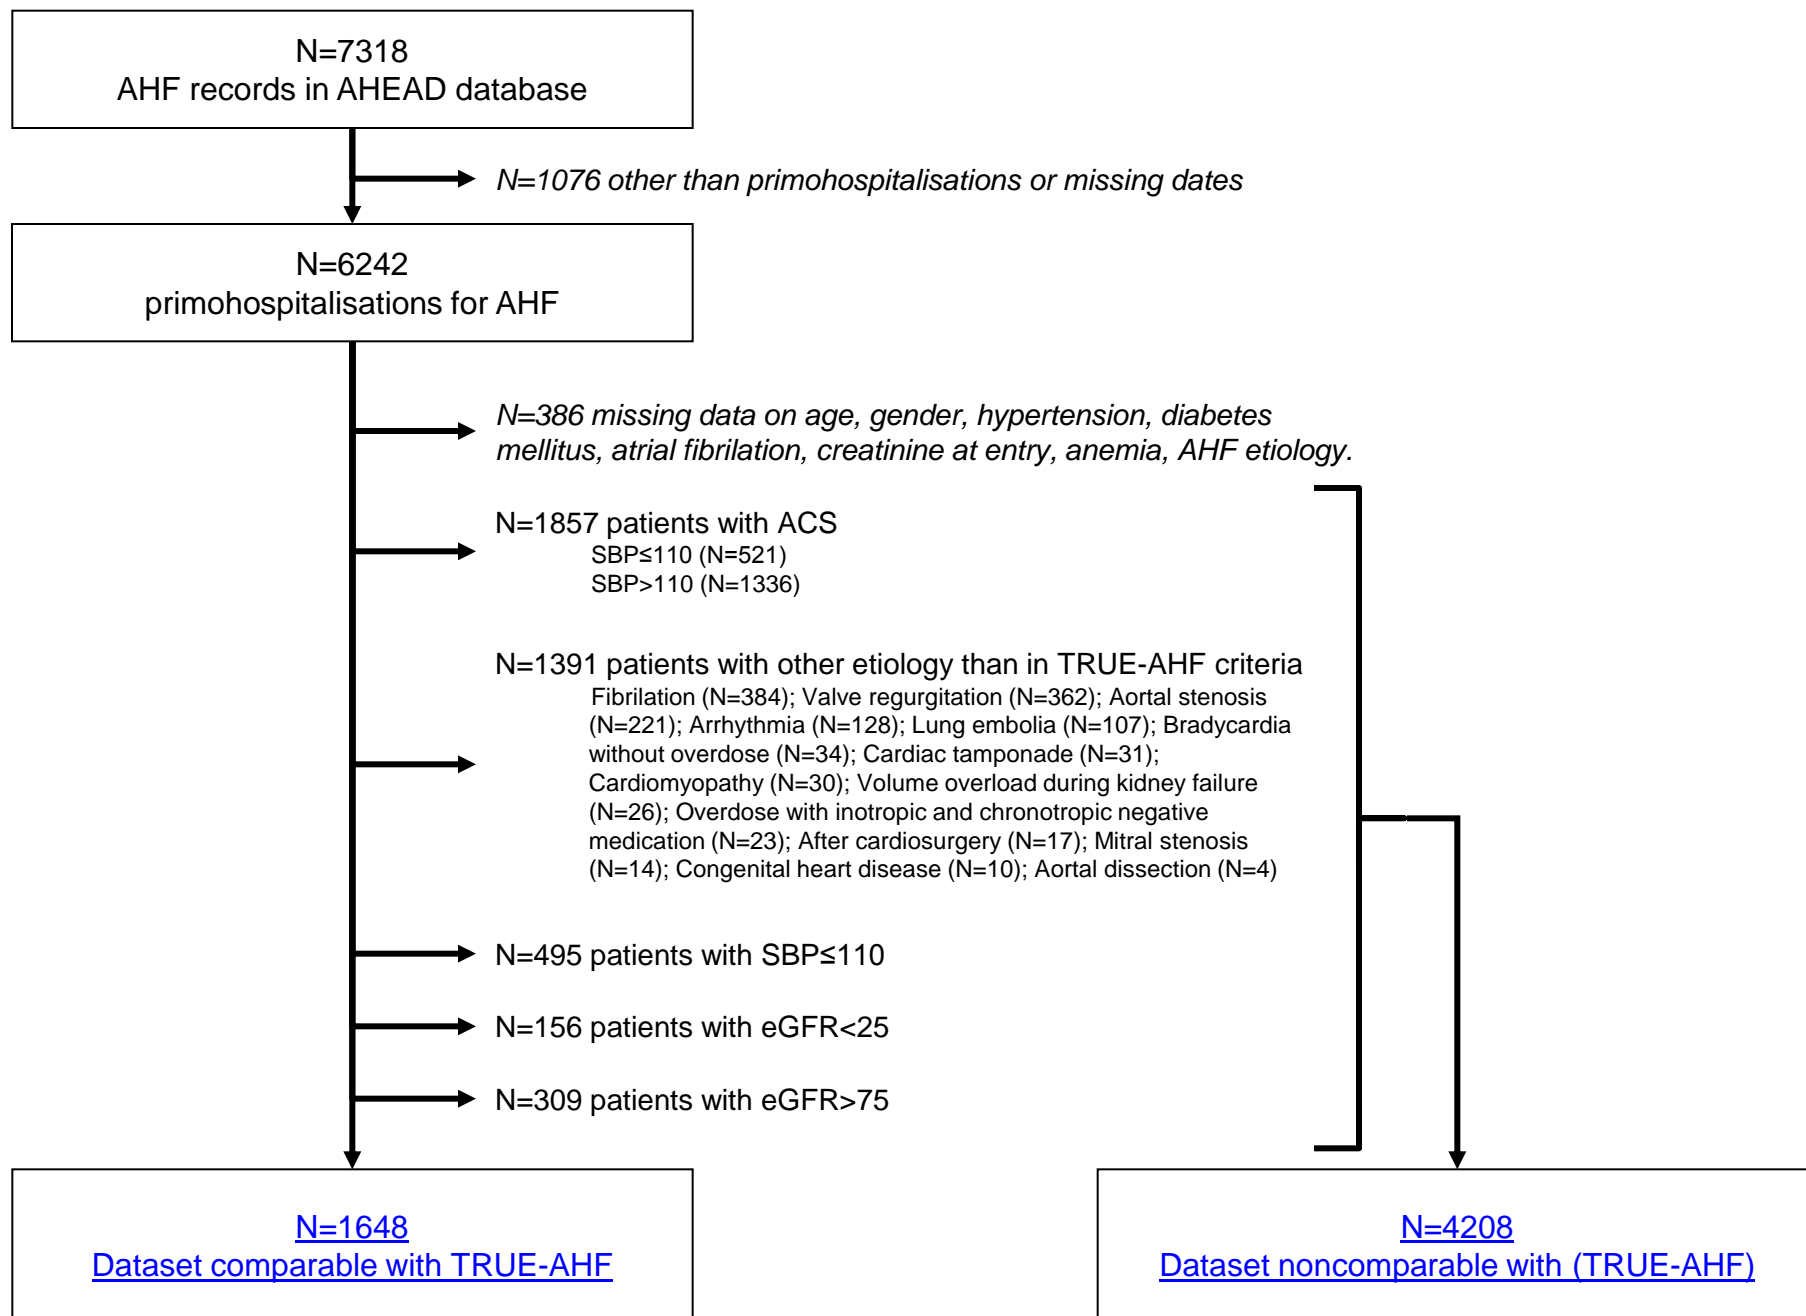 N=7318
AHF records in AHEAD database
N=1076 other than primohospitalisations or missing dates
N=6242
primohospitalisations for AHF
N=386 missing data on age, gender, hypertension, diabetes
mellitus, atrial fibrilation, creatinine at entry, anemia, AHF etiology.
N=1857 patients with ACS
SBP≤110 (N=521)
SBP>110 (N=1336)
N=1391 patients with other etiology than in TRUE-AHF criteria
Fibrilation (N=384); Valve regurgitation (N=362); Aortal stenosis
(N=221); Arrhythmia (N=128); Lung embolia (N=107); Bradycardia
without overdose (N=34); Cardiac tamponade (N=31);
Cardiomyopathy (N=30); Volume overload during kidney failure
(N=26); Overdose with inotropic and chronotropic negative
medication (N=23); After cardiosurgery (N=17); Mitral stenosis
(N=14); Congenital heart disease (N=10); Aortal dissection (N=4)
N=495 patients with SBP≤110
N=156 patients with eGFR<25
N=309 patients with eGFR>75
N=1648
Dataset comparable with TRUE-AHF
N=4208
Dataset noncomparable with (TRUE-AHF)